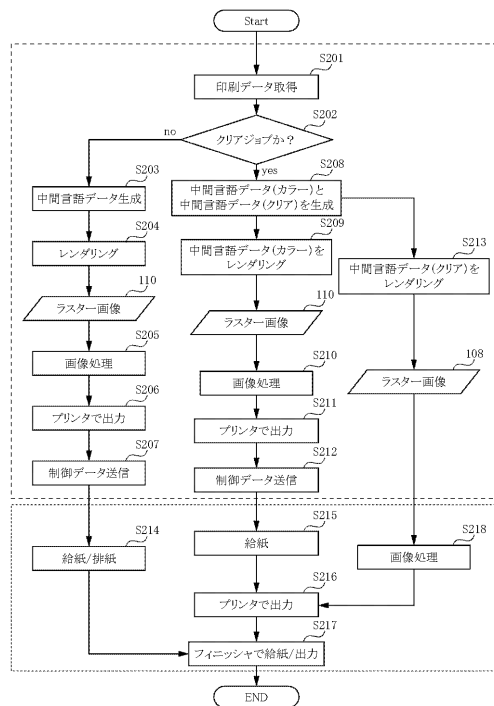 Start
S201
印刷データ取得
S202
クリアジョブか？
no
yes
S203
中間言語データ生成
S204
レンダリング
110
ラスター画像
S205
画像処理
S206
プリンタで出力
S207
制御データ送信
S208
中間言語データ(カラー)と
中間言語データ(クリア)を生成
S209
中間言語データ(カラー)を
レンダリング
110
ラスター画像
S210
画像処理
S211
プリンタで出力
S212
制御データ送信
S213
中間言語データ(クリア)を
レンダリング
108
ラスター画像
S214
給紙/排紙
S215
給紙
S218
画像処理
S216
プリンタで出力
S217
フィニッシャで給紙/出力
END